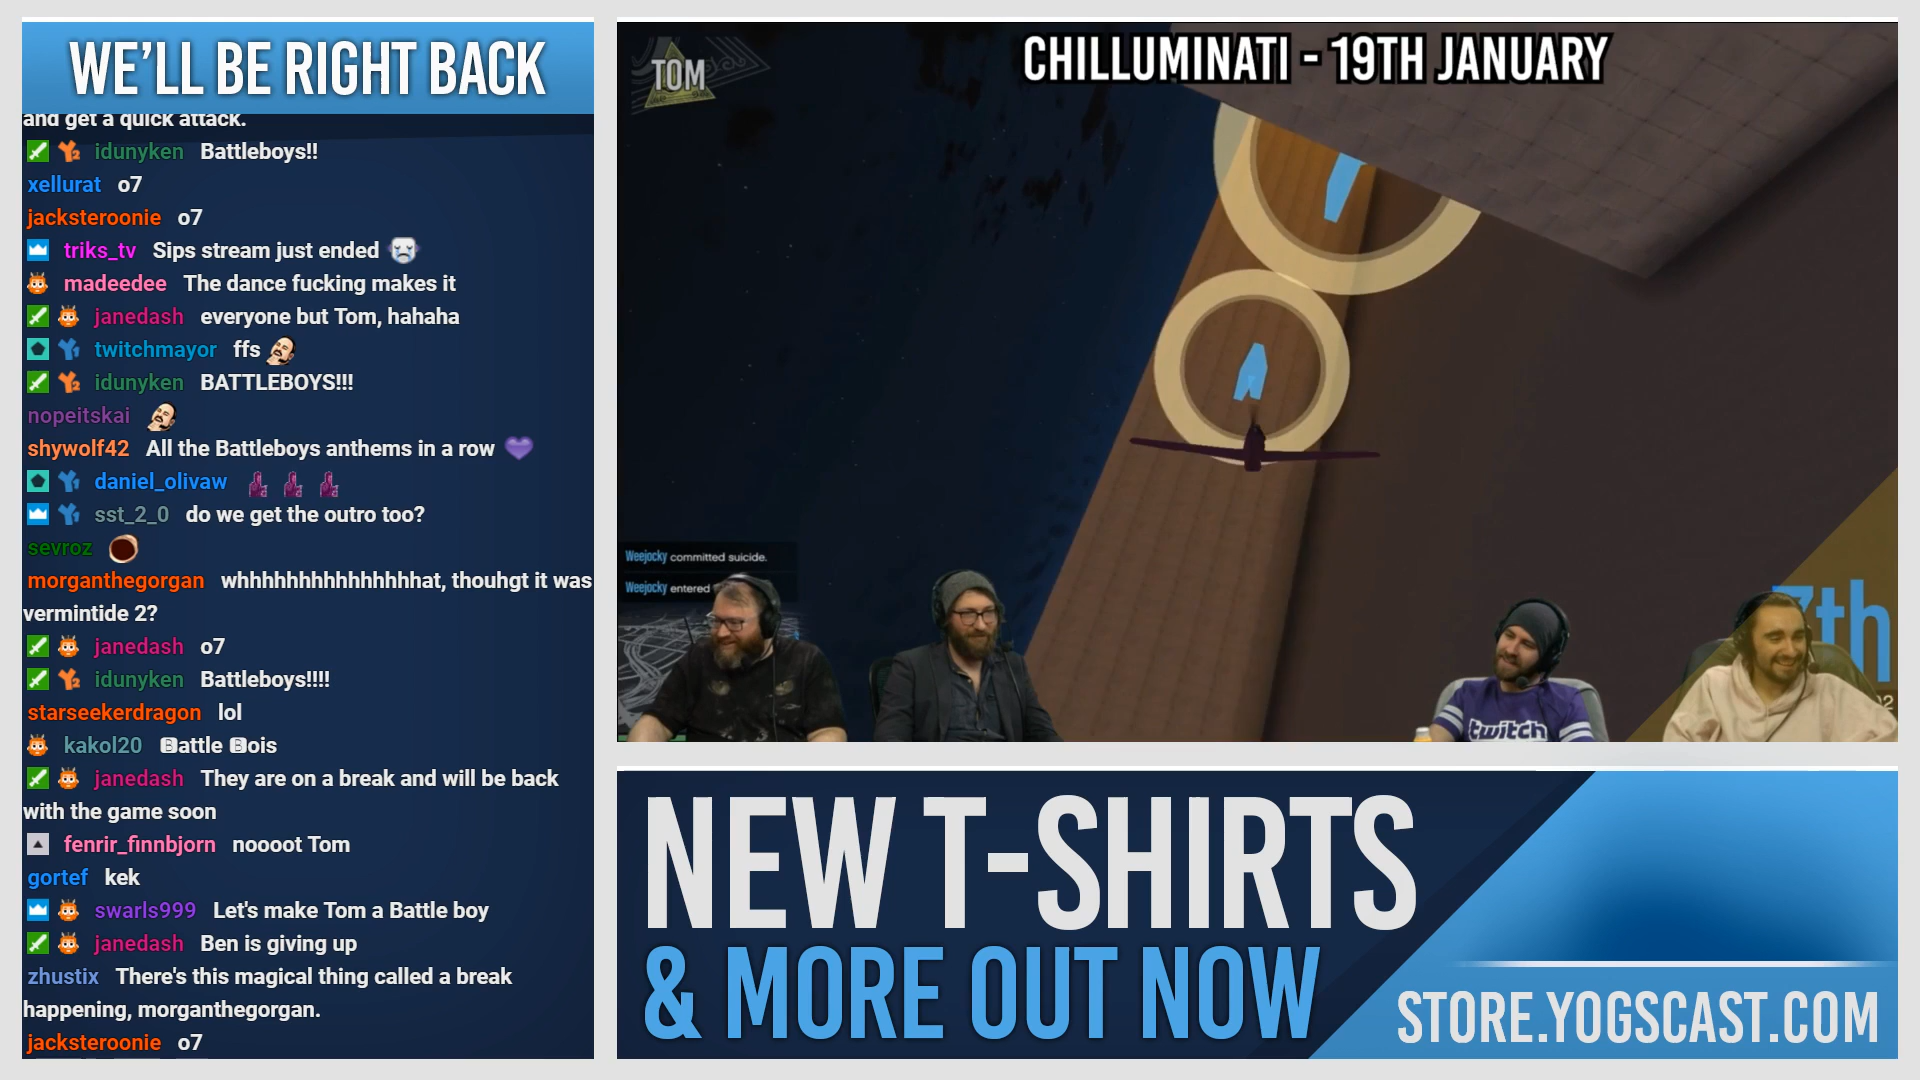 WE'LL BE RIGHT BACK
and get a quick attack.
idunyken Battleboys!!
xellurat o7
jacksteroonie o7
triks_tv Sips stream just ended
madeedee The dance fucking makes it
janedash everyone but Tom, hahaha
twitchmayor ffs
idunyken BATTLEBOYS!!!
nopeitskai
shywolf42 All the Battleboys anthems in a row
daniel_olivaw
sst_2_0 do we get the outro too?
sevroz
morganthegorgan whhhhhhhhhhhhhhhat, thouhgt it was
vermintide 2?
janedash o7
idunyken Battleboys!!!!
starseekerdragon lol
kakol20 🅱attle 🅱ois
janedash They are on a break and will be back
with the game soon
fenrir_finnbjorn noooot Tom
gortef kek
swarls999 Let's make Tom a Battle boy
janedash Ben is giving up
zhustix There's this magical thing called a break
happening, morganthegorgan.
jacksteroonie o7
TOM
CHILLUMINATI - 19TH JANUARY
Weejocky committed suicide.
Weejocky entered
7th
twitch
NEW T-SHIRTS
& MORE OUT NOW
STORE.YOGSCAST.COM